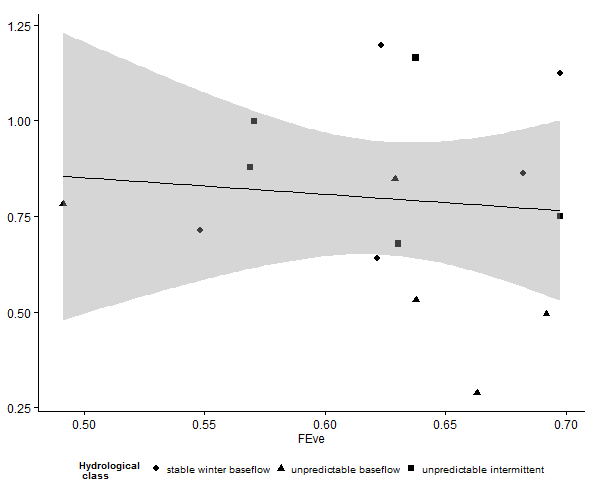 1.25
1.00
0.75
0.50
0.25
0.50 0.55 0.60 0.65 0.70
FEve
Hydrological class stable winter baseflow unpredictable baseflow unpredictable intermittent